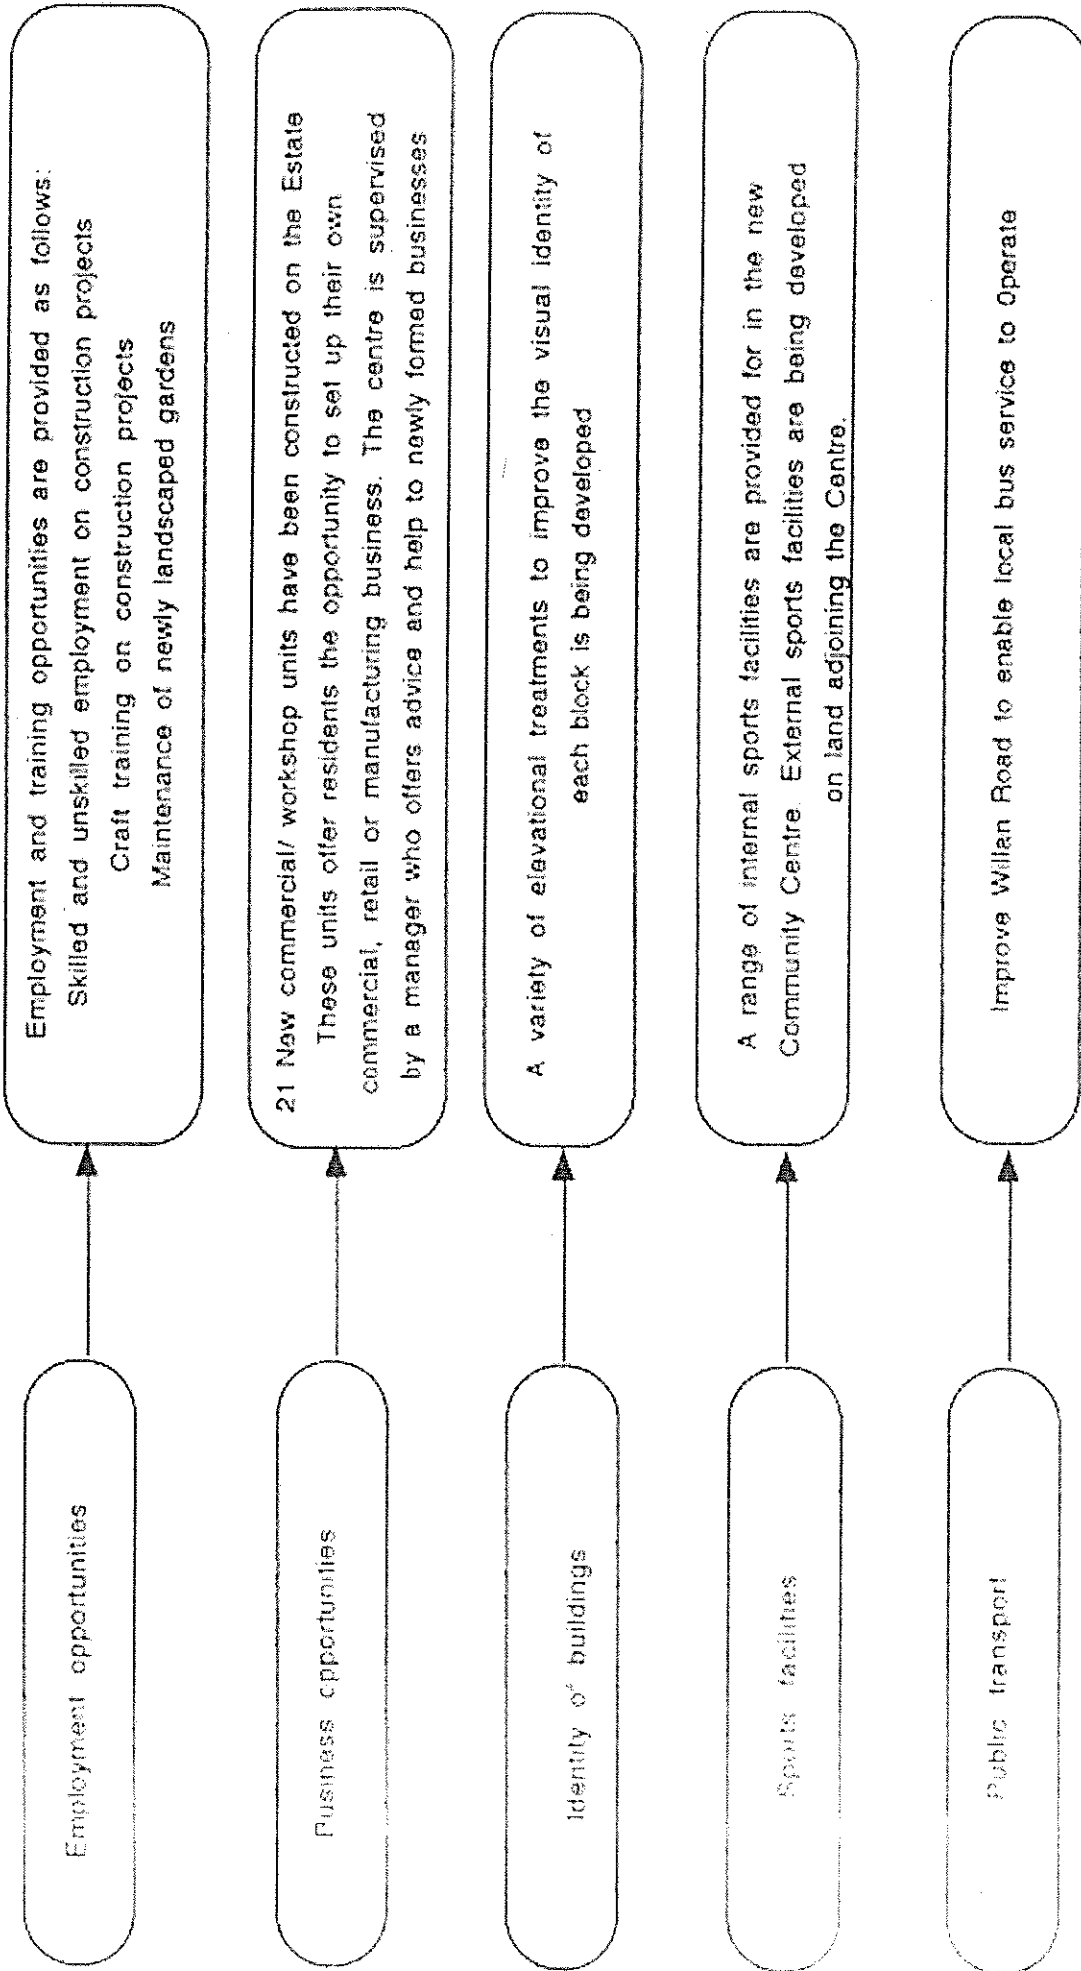 Employment opportunities
Employment and training opportunities are provided as follows:
Skilled and unskilled employment on construction projects
Craft training on construction projects
Maintenance of newly landscaped gardens
Business opportunities
21 New commercial/ workshop units have been constructed on the Estate
These units offer residents the opportunity to set up their own
commercial, retail or manufacturing business. The centre is supervised
by a manager who offers advice and help to newly formed businesses
Identity of buildings
A variety of elevational treatments to improve the visual identity of
each block is being developed
Sports facilities
A range of internal sports facilities are provided for in the new
Community Centre. External sports facilities are being developed
on land adjoining the Centre.
Public transport
Improve Willan Road to enable local bus service to Operate